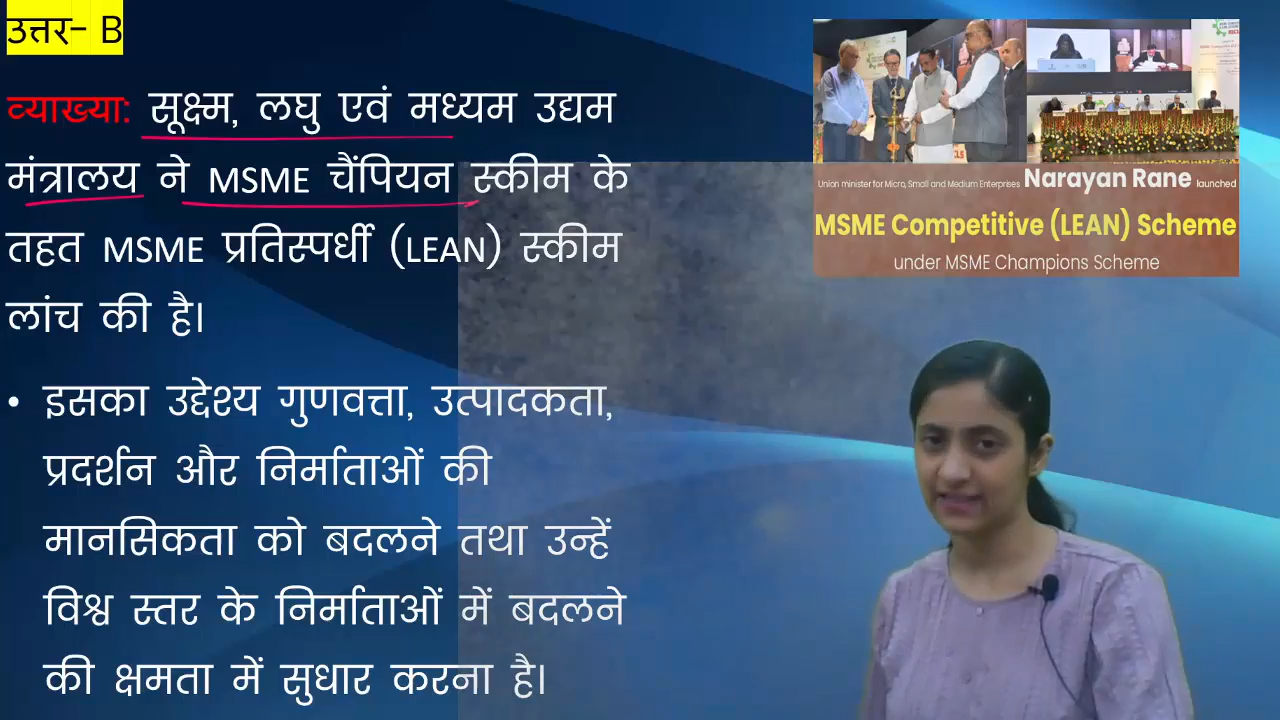 उत्तर- B
व्याख्या: सूक्ष्म, लघु एवं मध्यम उद्यम
मंत्रालय ने MSME चैंपियन स्कीम के
तहत MSME प्रतिस्पर्धी (LEAN) स्कीम
लांच की है।
• इसका उद्देश्य गुणवत्ता, उत्पादकता,
प्रदर्शन और निर्माताओं की
मानसिकता को बदलने तथा उन्हें
विश्व स्तर के निर्माताओं में बदलने
की क्षमता में सुधार करना है।
Union minister for Micro, Small and Medium Enterprises Narayan Rane launched
MSME Competitive (LEAN) Scheme
under MSME Champions Scheme